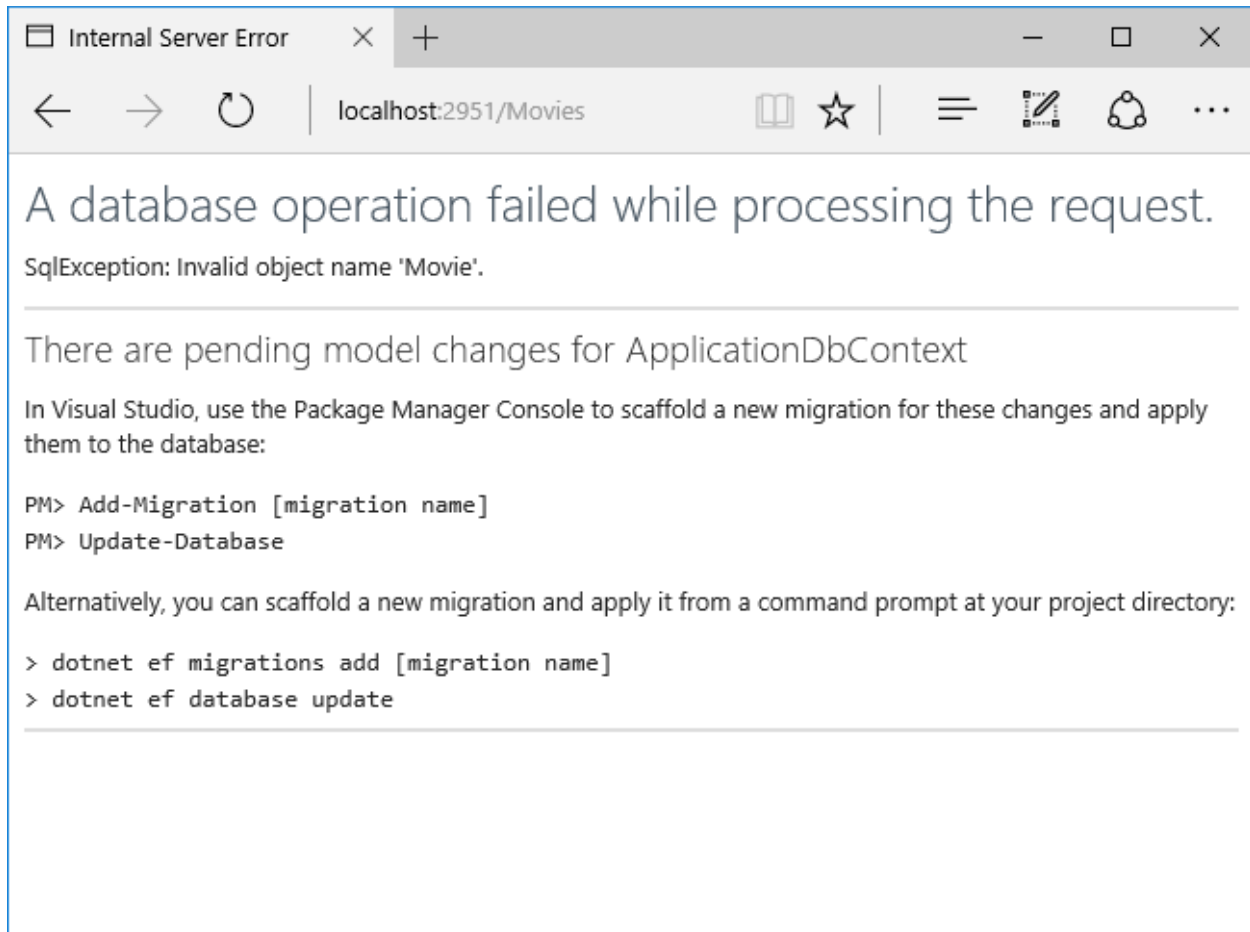 Internal Server Error
localhost:2951/Movies
A database operation failed while processing the request.
SqlException: Invalid object name 'Movie'.
There are pending model changes for ApplicationDbContext
In Visual Studio, use the Package Manager Console to scaffold a new migration for these changes and apply
them to the database:
PM> Add-Migration [migration name]
PM> Update-Database
Alternatively, you can scaffold a new migration and apply it from a command prompt at your project directory:
> dotnet ef migrations add [migration name]
> dotnet ef database update